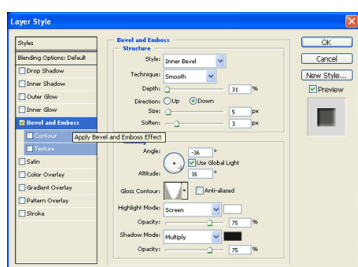 Layer Style
Styles
Blending Options: Default
Drop Shadow
Inner Shadow
Outer Glow
Inner Glow
Bevel and Emboss
Contour
Texture
Satin
Color Overlay
Gradient Overlay
Pattern Overlay
Stroke
Apply Bevel and Emboss Effect
Bevel and Emboss
Structure
Style: Inner Bevel
Technique: Smooth
Depth: 31 %
Direction: Up Down
Size: 5 px
Soften: 3 px
Angle: -36 °
Use Global Light
Altitude: 16 °
Gloss Contour: Anti-aliased
Highlight Mode: Screen
Opacity: 75 %
Shadow Mode: Multiply
Opacity: 75 %
OK
Cancel
New Style...
Preview